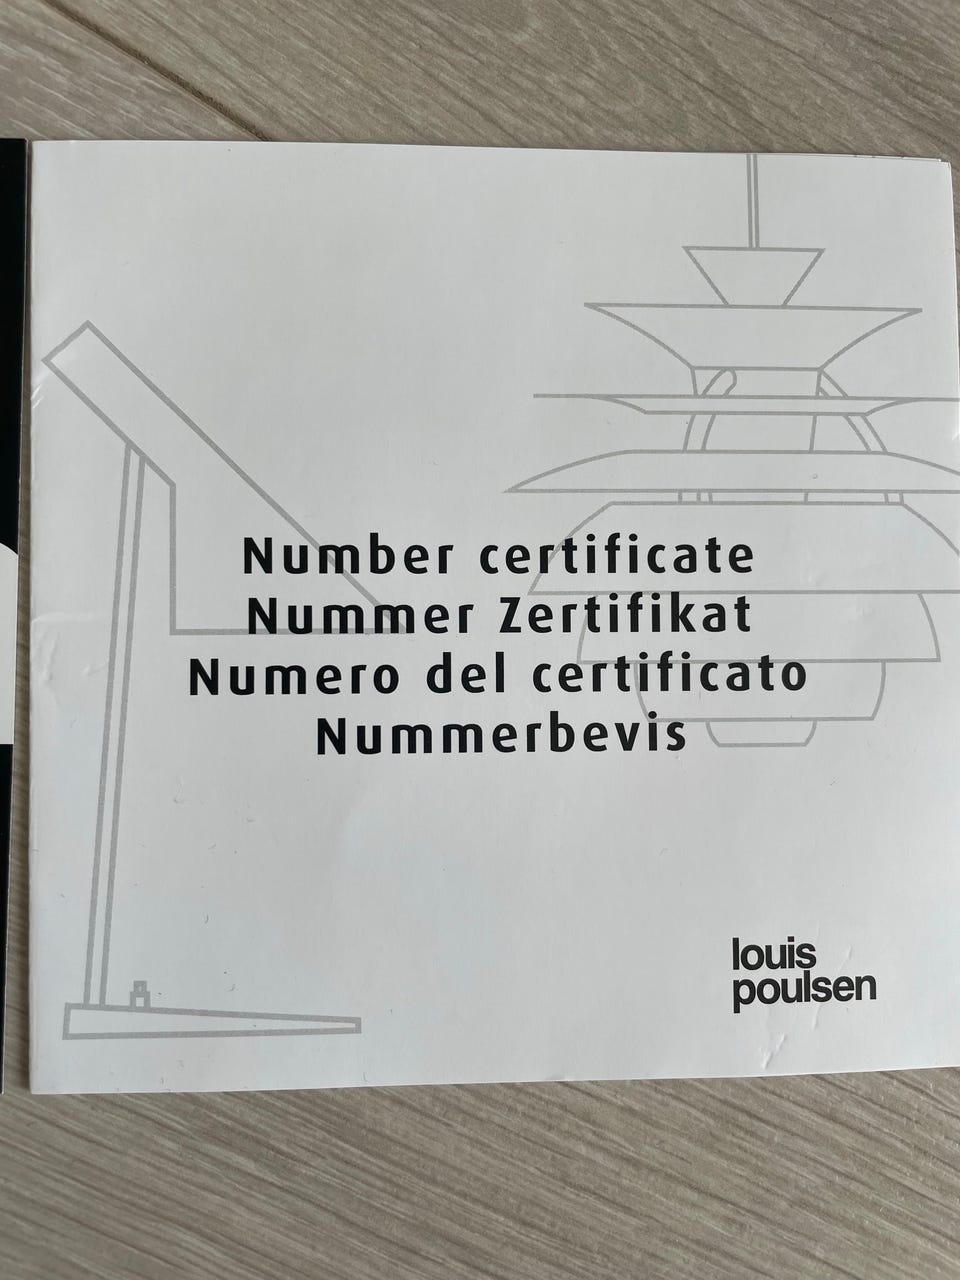 Number certificate
Nummer Zertifikat
Numero del certificato
Nummerbevis
louis
poulsen